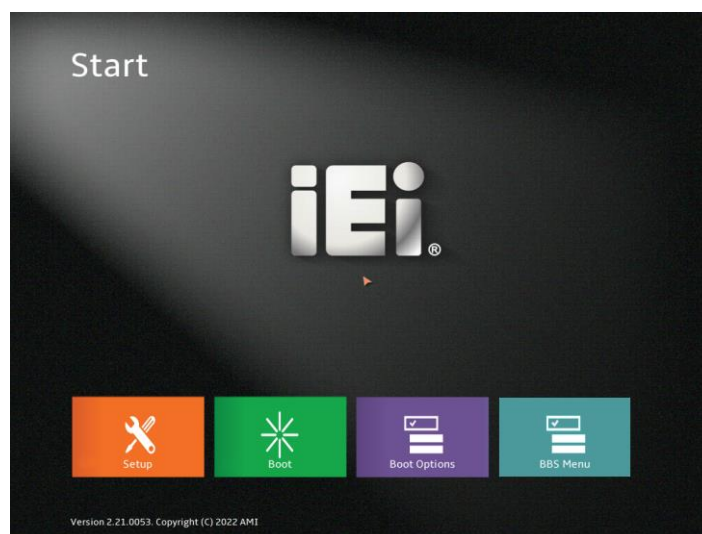 Start
iEi®
Setup
Boot
Boot Options
BBS Menu
Version 2.21.0053. Copyright (C) 2022 AMI